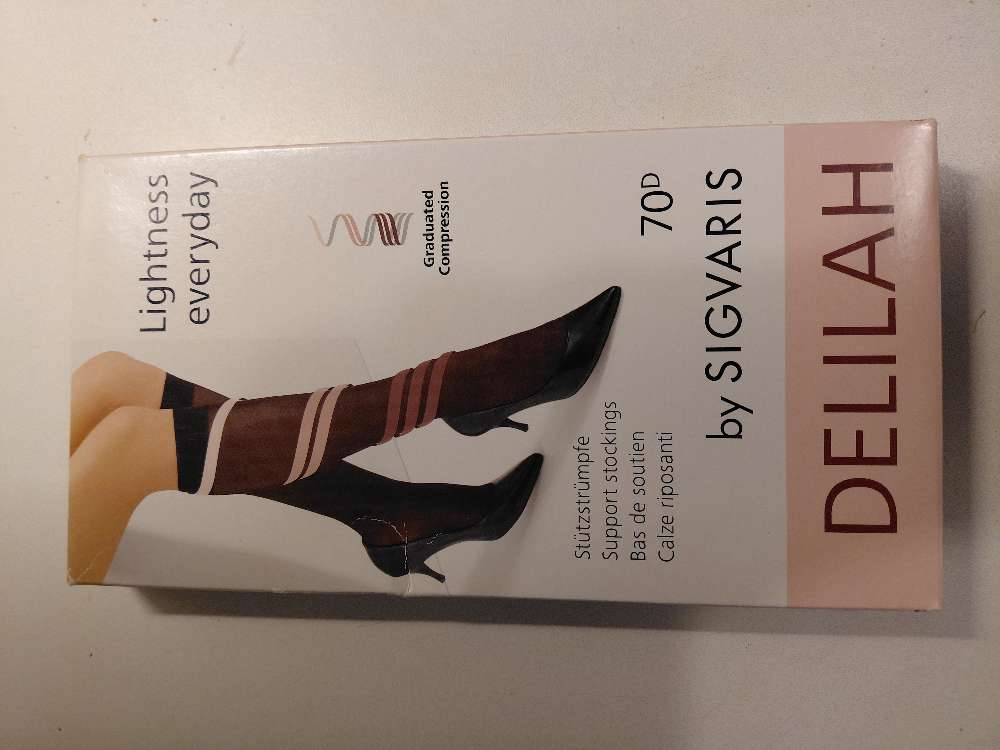 Lightness
everyday
Graduated
Compression
Stützstrümpfe
Support stockings
Bas de soutien
Calze riposanti
70D
by SIGVARIS
DELILAH